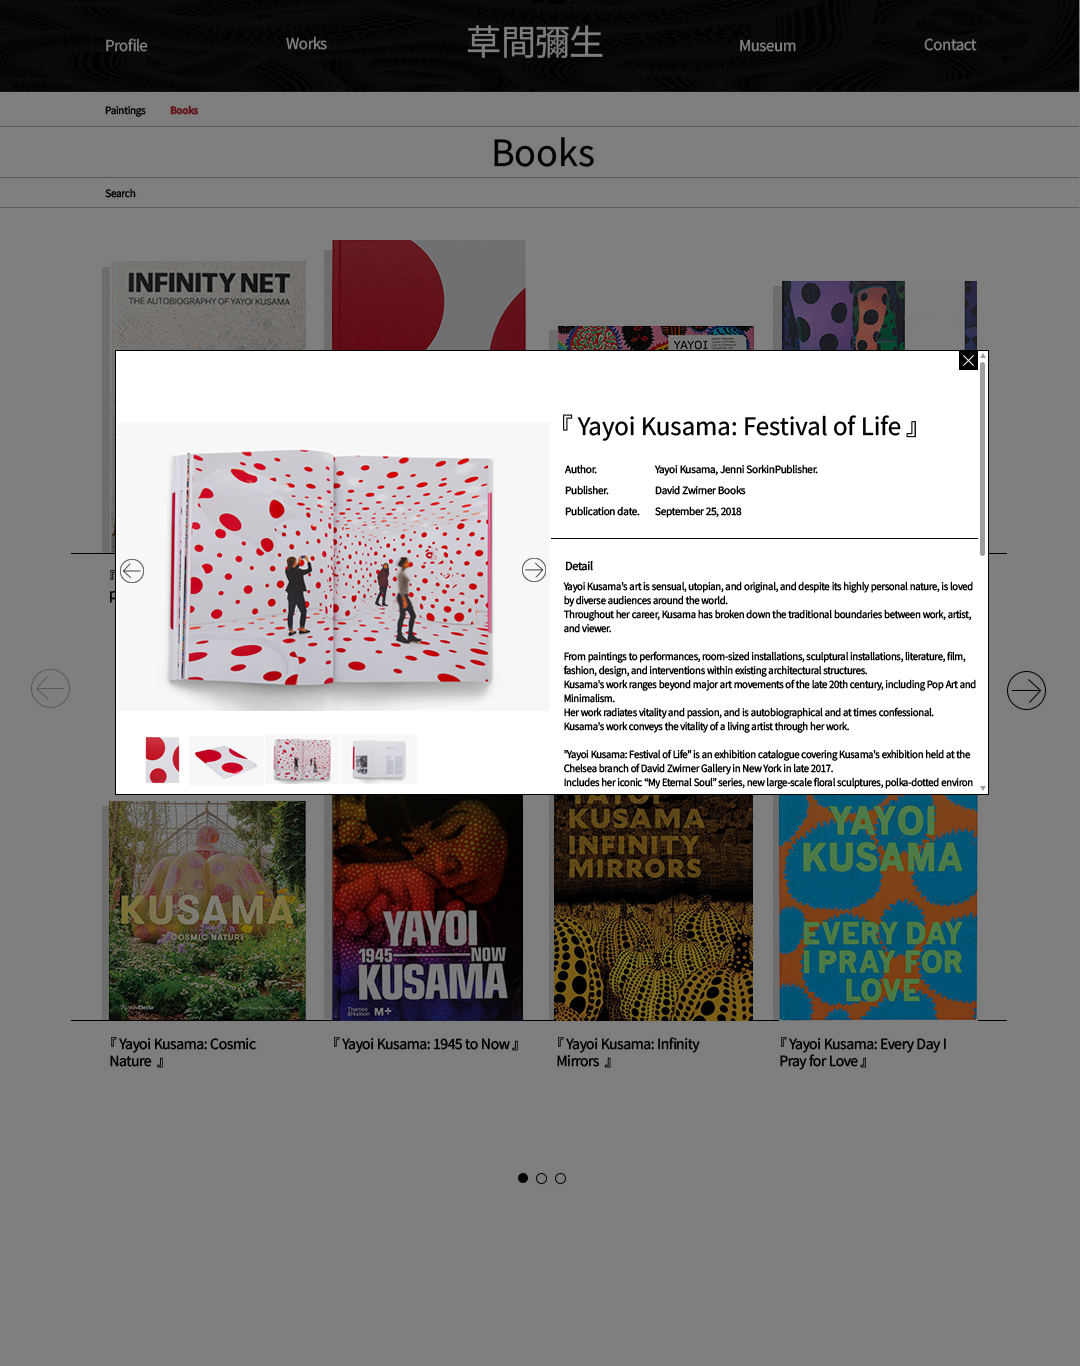 Profile
Works
草間彌生
Museum
Contact
Paintings
Books
Books
Search
INFINITY NET
THE AUTOBIOGRAPHY OF YAYOI KUSAMA
YAYOI
『 Yayoi Kusama: Festival of Life 』
Author.
Yayoi Kusama, Jenni SorkinPublisher.
Publisher.
David Zwirner Books
Publication date.
September 25, 2018
Detail
Yayoi Kusama's art is sensual, utopian, and original, and despite its highly personal nature, is loved
by diverse audiences around the world.
Throughout her career, Kusama has broken down the traditional boundaries between work, artist,
and viewer.
From paintings to performances, room-sized installations, sculptural installations, literature, film,
fashion, design, and interventions within existing architectural structures.
Kusama's work ranges beyond major art movements of the late 20th century, including Pop Art and
Minimalism.
Her work radiates vitality and passion, and is autobiographical and at times confessional.
Kusama's work conveys the vitality of a living artist through her work.
"Yayoi Kusama: Festival of Life" is an exhibition catalogue covering Kusama's exhibition held at the
Chelsea branch of David Zwirner Gallery in New York in late 2017.
Includes her iconic “My Eternal Soul” series, new large-scale floral sculptures, polka-dotted environ
KUSAMA
COSMIC NATURE
YAYOI
1945 NOW
KUSAMA
Thames & Hudson
M+
YAYOI
KUSAMA
INFINITY
MIRRORS
YAYOI
KUSAMA
EVERY DAY
I PRAY FOR
LOVE
『 Yayoi Kusama: Cosmic
Nature 』
『 Yayoi Kusama: 1945 to Now 』
『 Yayoi Kusama: Infinity
Mirrors 』
『 Yayoi Kusama: Every Day I
Pray for Love 』